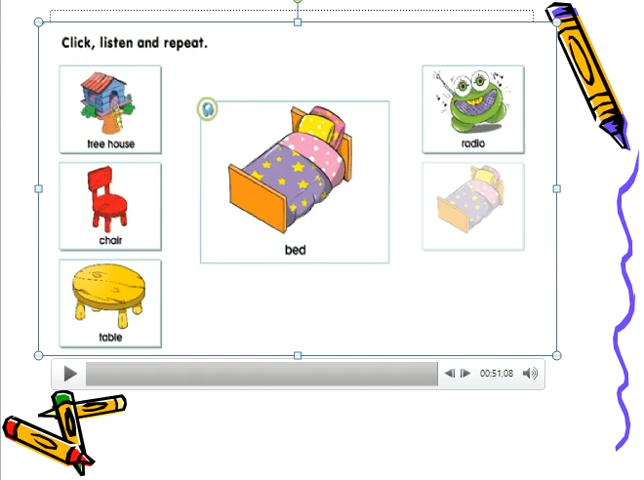 Click, listen and repeat.
tree house
radio
chair
bed
table
00:51,08